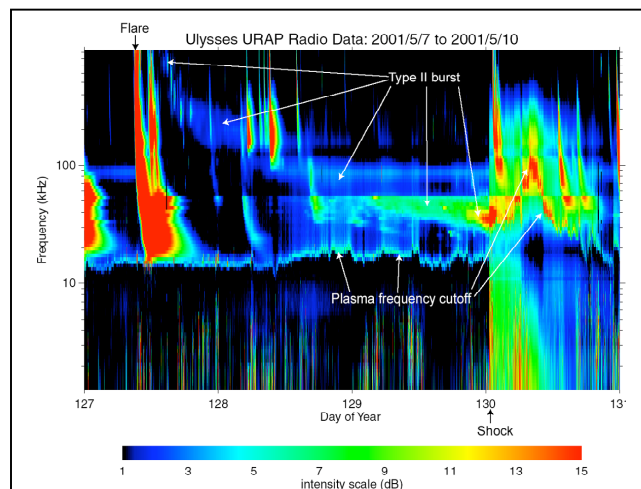 Flare
Ulysses URAP Radio Data: 2001/5/7 to 2001/5/10
Type II burst
100
Frequency (kHz)
Plasma frequency cutoff
10
127 128 129 130 131
Day of Year
Shock
1 3 5 7 9 11 13 15
intensity scale (dB)